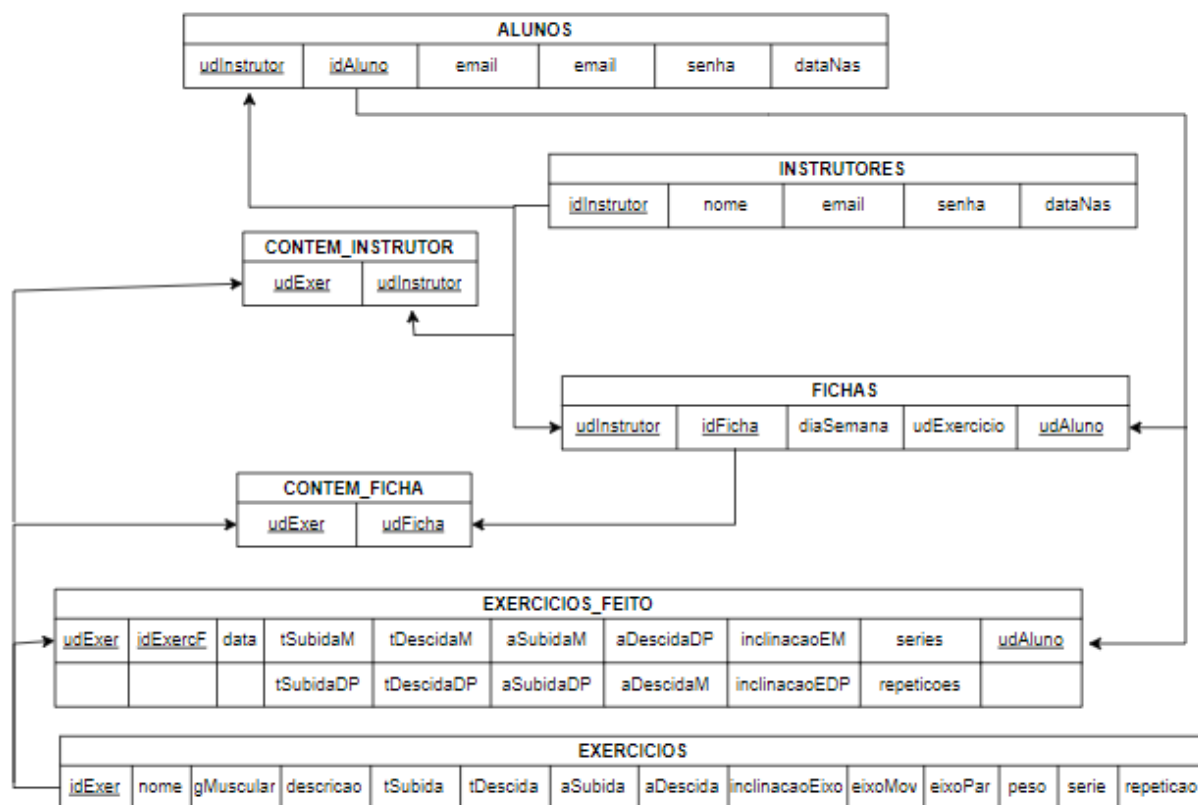 ALUNOS
udInstrutor idAluno email email senha dataNas
INSTRUTORES
idInstrutor nome email senha dataNas
CONTEM_INSTRUTOR
udExer udInstrutor
FICHAS
udInstrutor idFicha diaSemana udExercicio udAluno
CONTEM_FICHA
udExer udFicha
EXERCICIOS_FEITO
udExer idExercF data tSubidaM tDescidaM aSubidaM aDescidaDP inclinacaoEM series udAluno
tSubidaDP tDescidaDP aSubidaDP aDescidaM inclinacaoEDP repeticoes
EXERCICIOS
idExer nome gMuscular descricao tSubida tDescida aSubida aDescida inclinacaoEixo eixoMov eixoPar peso serie repeticao